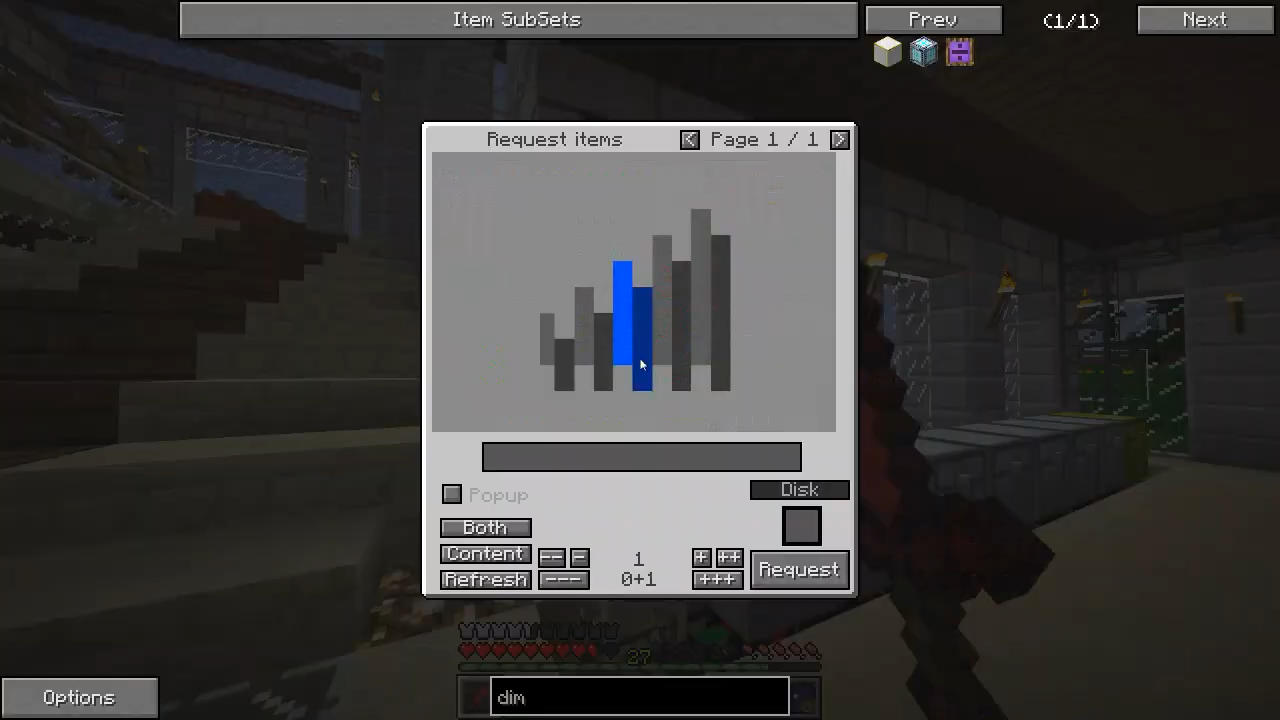 Item SubSets
Prev (1/1) Next
Request items < Page 1 / 1 >
Popup
Disk
Both
Content -- - 1 + ++
Refresh --- 0+1 +++ Request
27
Options
dim